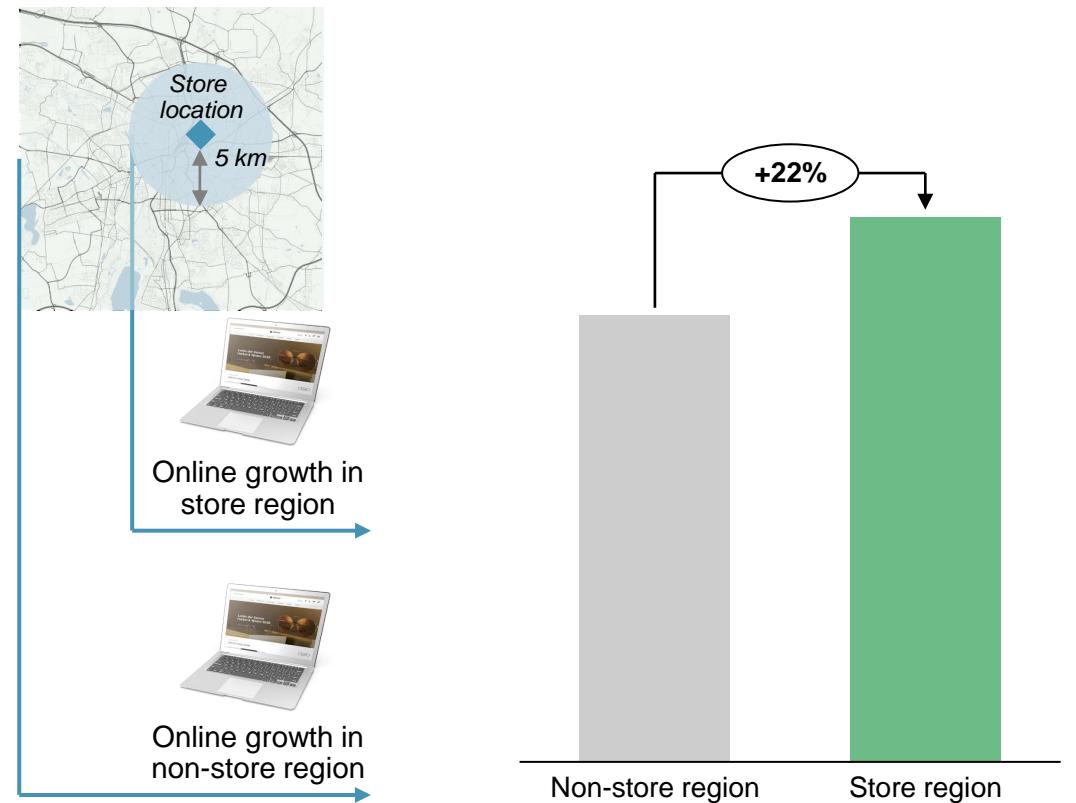 Store
location
5 km
Online growth in
store region
Online growth in
non-store region
+22%
Non-store region
Store region